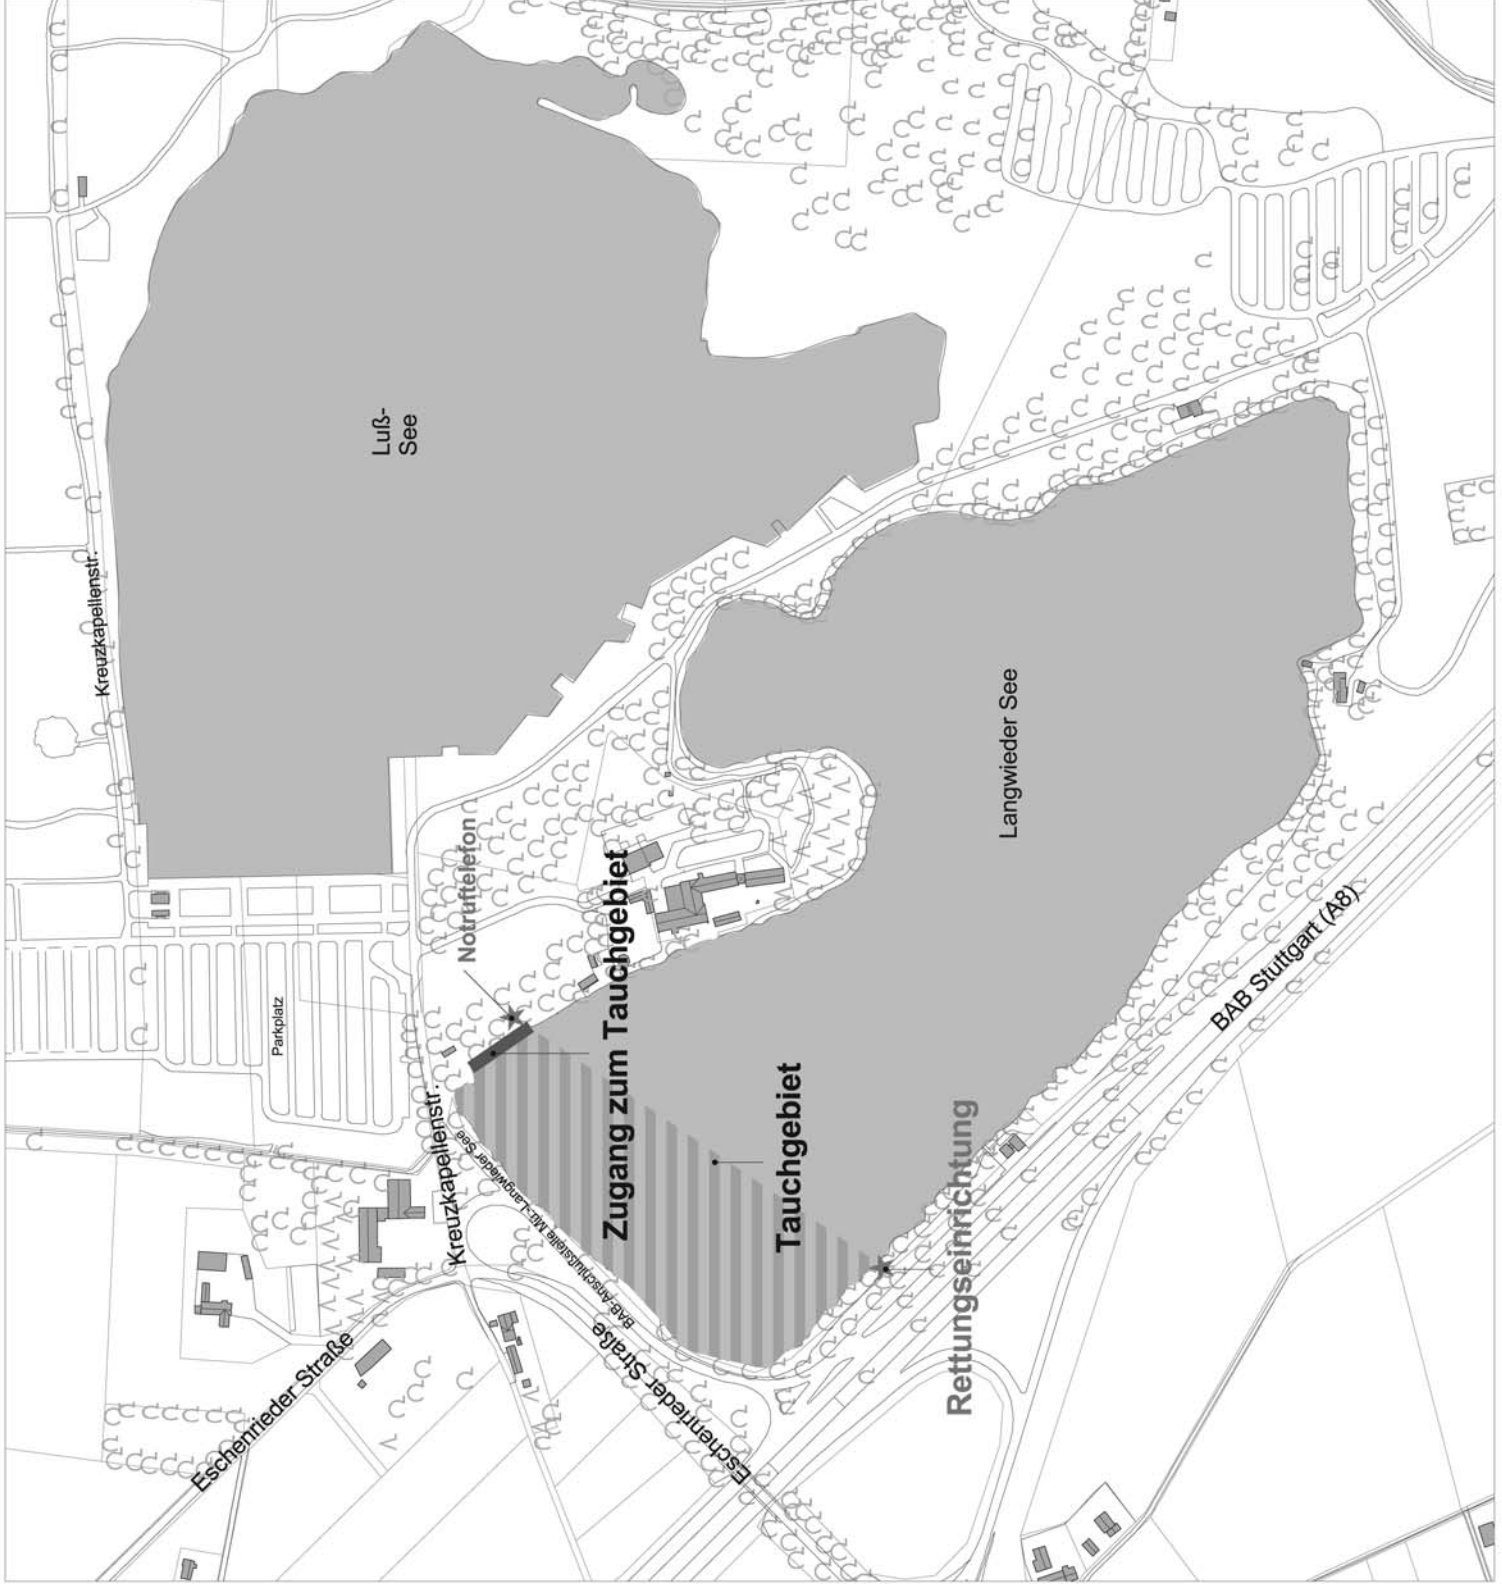 Luß-
See
Kreuzkapellenstr.
Notruftelefon
Parkplatz
Zugang zum Tauchgebiet
Langwieder See
Tauchgebiet
BAB Stuttgart (A8)
Kreuzkapellenstr.
BAB-Anschlußstelle Mü.-Langwieder See
Rettungseinrichtung
Eschenrieder Straße
Eschenrieder Straße